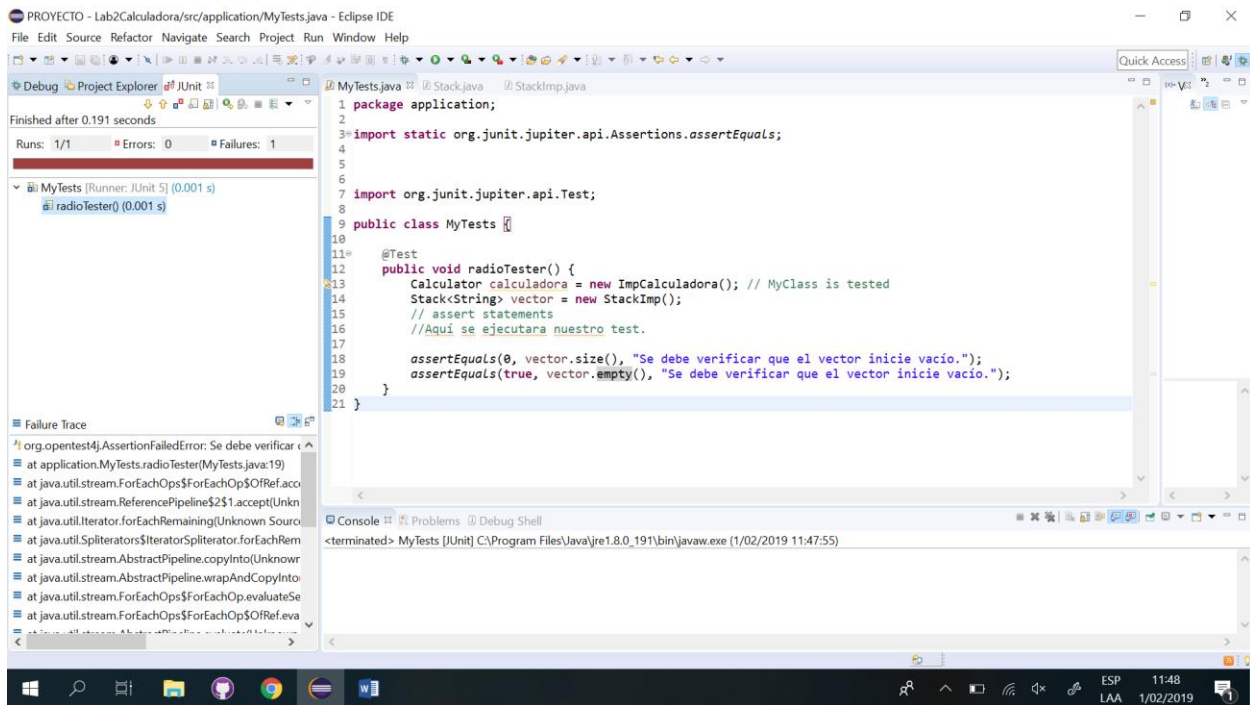 PROYECTO - Lab2Calculadora/src/application/MyTests.java - Eclipse IDE
File Edit Source Refactor Navigate Search Project Run Window Help
Quick Access
Debug Project Explorer JUnit
MyTests.java Stack.java StackImp.java
Finished after 0.191 seconds
Runs: 1/1 Errors: 0 Failures: 1
MyTests [Runner: JUnit 5] (0.001 s)
radioTester() (0.001 s)
1 package application;
2
3 import static org.junit.jupiter.api.Assertions.assertEquals;
4
5
6
7 import org.junit.jupiter.api.Test;
8
9 public class MyTests {
10
11 @Test
12 public void radioTester() {
13 Calculator calculadora = new ImpCalculadora(); // MyClass is tested
14 Stack<String> vector = new StackImp();
15 // assert statements
16 //Aquí se ejecutara nuestro test.
17
18 assertEquals(0, vector.size(), "Se debe verificar que el vector inicie vacío.");
19 assertEquals(true, vector.empty(), "Se debe verificar que el vector inicie vacío.");
20 }
21 }
Failure Trace
org.opentest4j.AssertionFailedError: Se debe verificar
at application.MyTests.radioTester(MyTests.java:19)
at java.util.stream.ForEachOps$ForEachOp$OfRef.acc
at java.util.stream.ReferencePipeline$2$1.accept(Unkn
at java.util.Iterator.forEachRemaining(Unknown Source
at java.util.Spliterators$IteratorSpliterator.forEachRem
at java.util.stream.AbstractPipeline.copyInto(Unknown
at java.util.stream.AbstractPipeline.wrapAndCopyInto
at java.util.stream.ForEachOps$ForEachOp.evaluateSe
at java.util.stream.ForEachOps$ForEachOp$OfRef.eva
Console Problems Debug Shell
<terminated> MyTests [JUnit] C:\Program Files\Java\jre1.8.0_191\bin\javaw.exe (1/02/2019 11:47:55)
ESP 11:48
LAA 1/02/2019